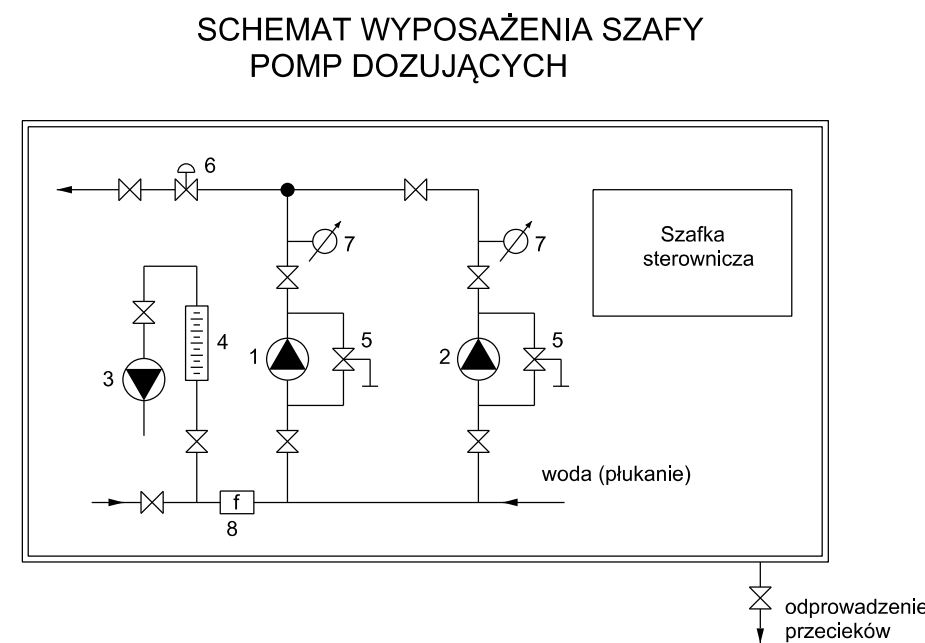 SCHEMAT WYPOSAŻENIA SZAFY
POMP DOZUJĄCYCH
6
7
7
Szafka
sterownicza
4
1
5
2
5
3
woda (płukanie)
f
8
odprowadzenie
przecieków